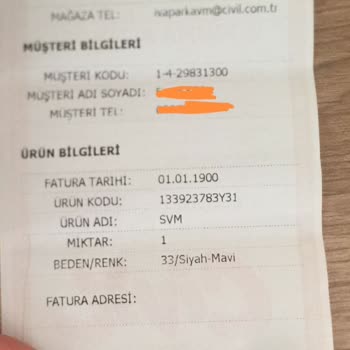 MAĞAZA TEL: ivaparkavm@civil.com.tr
MÜŞTERİ BİLGİLERİ
MÜŞTERİ KODU: 1-4-29831300
MÜŞTERİ ADI SOYADI:
MÜŞTERİ TEL:
ÜRÜN BİLGİLERİ
FATURA TARİHİ: 01.01.1900
ÜRÜN KODU: 133923783Y31
ÜRÜN ADI: SVM
MİKTAR: 1
BEDEN/RENK: 33/Siyah-Mavi
FATURA ADRESİ: